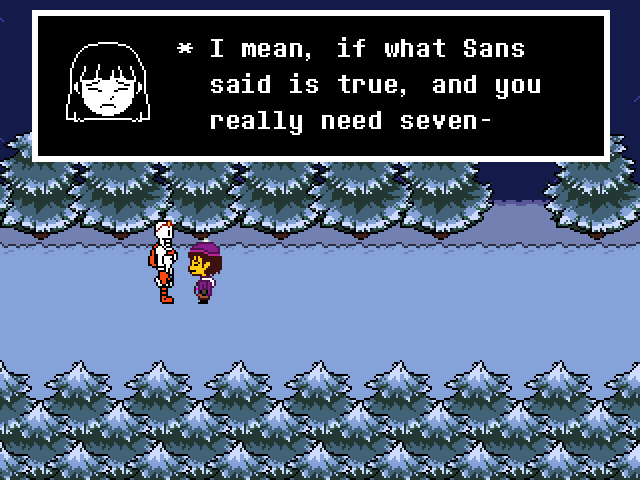 * I mean, if what Sans
said is true, and you
really need seven-